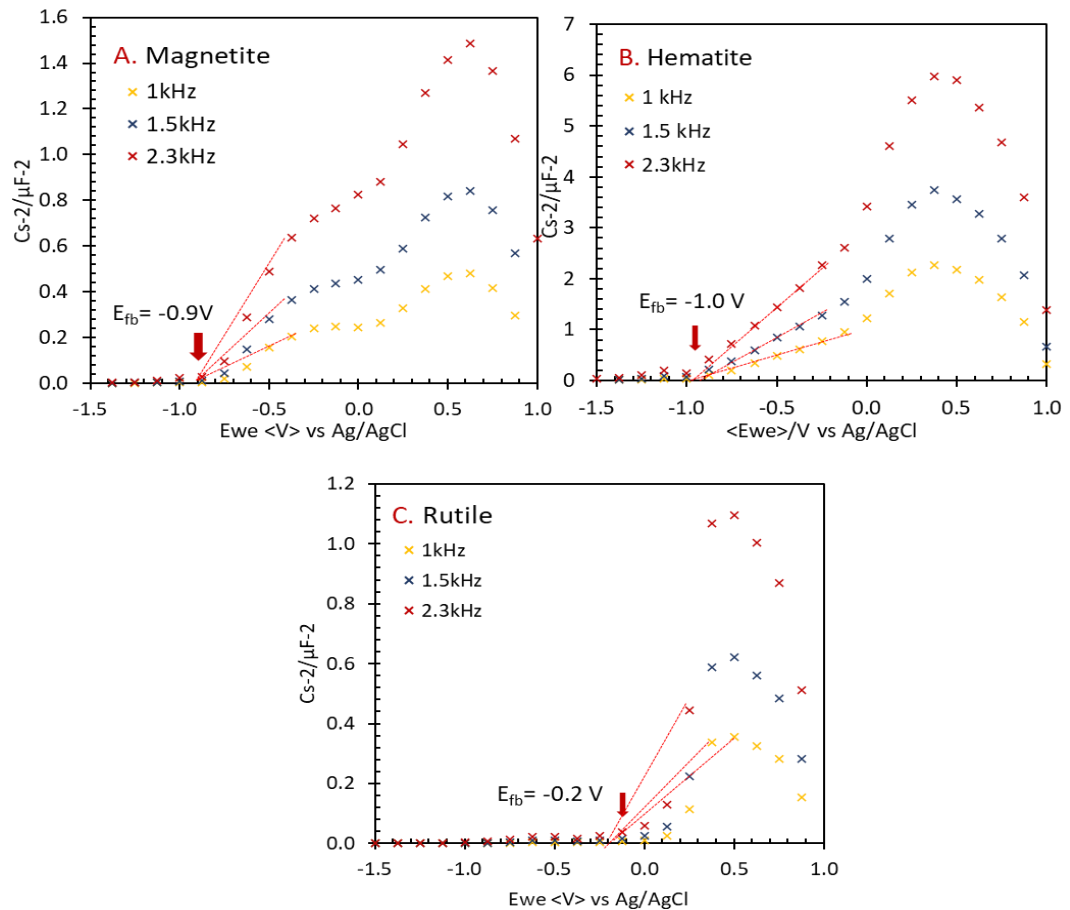 A. Magnetite
1kHz
1.5kHz
2.3kHz
E_fb= -0.9V
Cs-2/µF-2
1.6
1.4
1.2
1.0
0.8
0.6
0.4
0.2
0.0
-1.5 -1.0 -0.5 0.0 0.5 1.0
Ewe <V> vs Ag/AgCl
B. Hematite
1 kHz
1.5 kHz
2.3kHz
E_fb= -1.0 V
Cs-2/µF-2
7
6
5
4
3
2
1
0
-1.5 -1.0 -0.5 0.0 0.5 1.0
<Ewe>/V vs Ag/AgCl
C. Rutile
1kHz
1.5kHz
2.3kHz
E_fb= -0.2 V
Cs-2/µF-2
1.2
1.0
0.8
0.6
0.4
0.2
0.0
-1.5 -1.0 -0.5 0.0 0.5 1.0
Ewe <V> vs Ag/AgCl